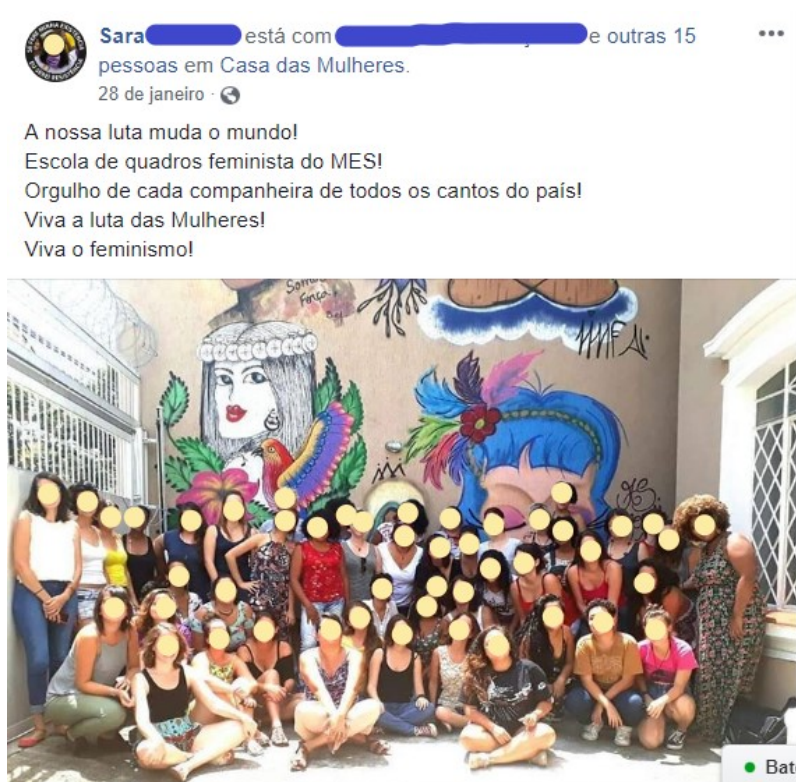 Sara está com e outras 15
pessoas em Casa das Mulheres.
28 de janeiro ·
A nossa luta muda o mundo!
Escola de quadros feminista do MES!
Orgulho de cada companheira de todos os cantos do país!
Viva a luta das Mulheres!
Viva o feminismo!
Somos
Força